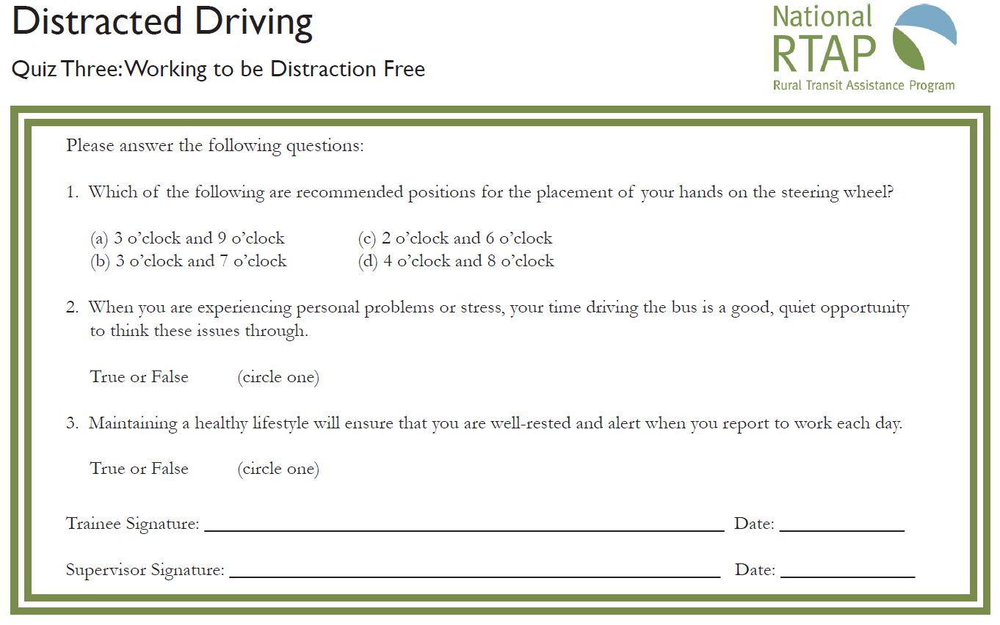 Distracted Driving
National
RTAP
Rural Transit Assistance Program
Quiz Three: Working to be Distraction Free
Please answer the following questions:
1. Which of the following are recommended positions for the placement of your hands on the steering wheel?
(a) 3 o’clock and 9 o’clock (c) 2 o’clock and 6 o’clock
(b) 3 o’clock and 7 o’clock (d) 4 o’clock and 8 o’clock
2. When you are experiencing personal problems or stress, your time driving the bus is a good, quiet opportunity
to think these issues through.
True or False (circle one)
3. Maintaining a healthy lifestyle will ensure that you are well-rested and alert when you report to work each day.
True or False (circle one)
Trainee Signature: Date:
Supervisor Signature: Date: